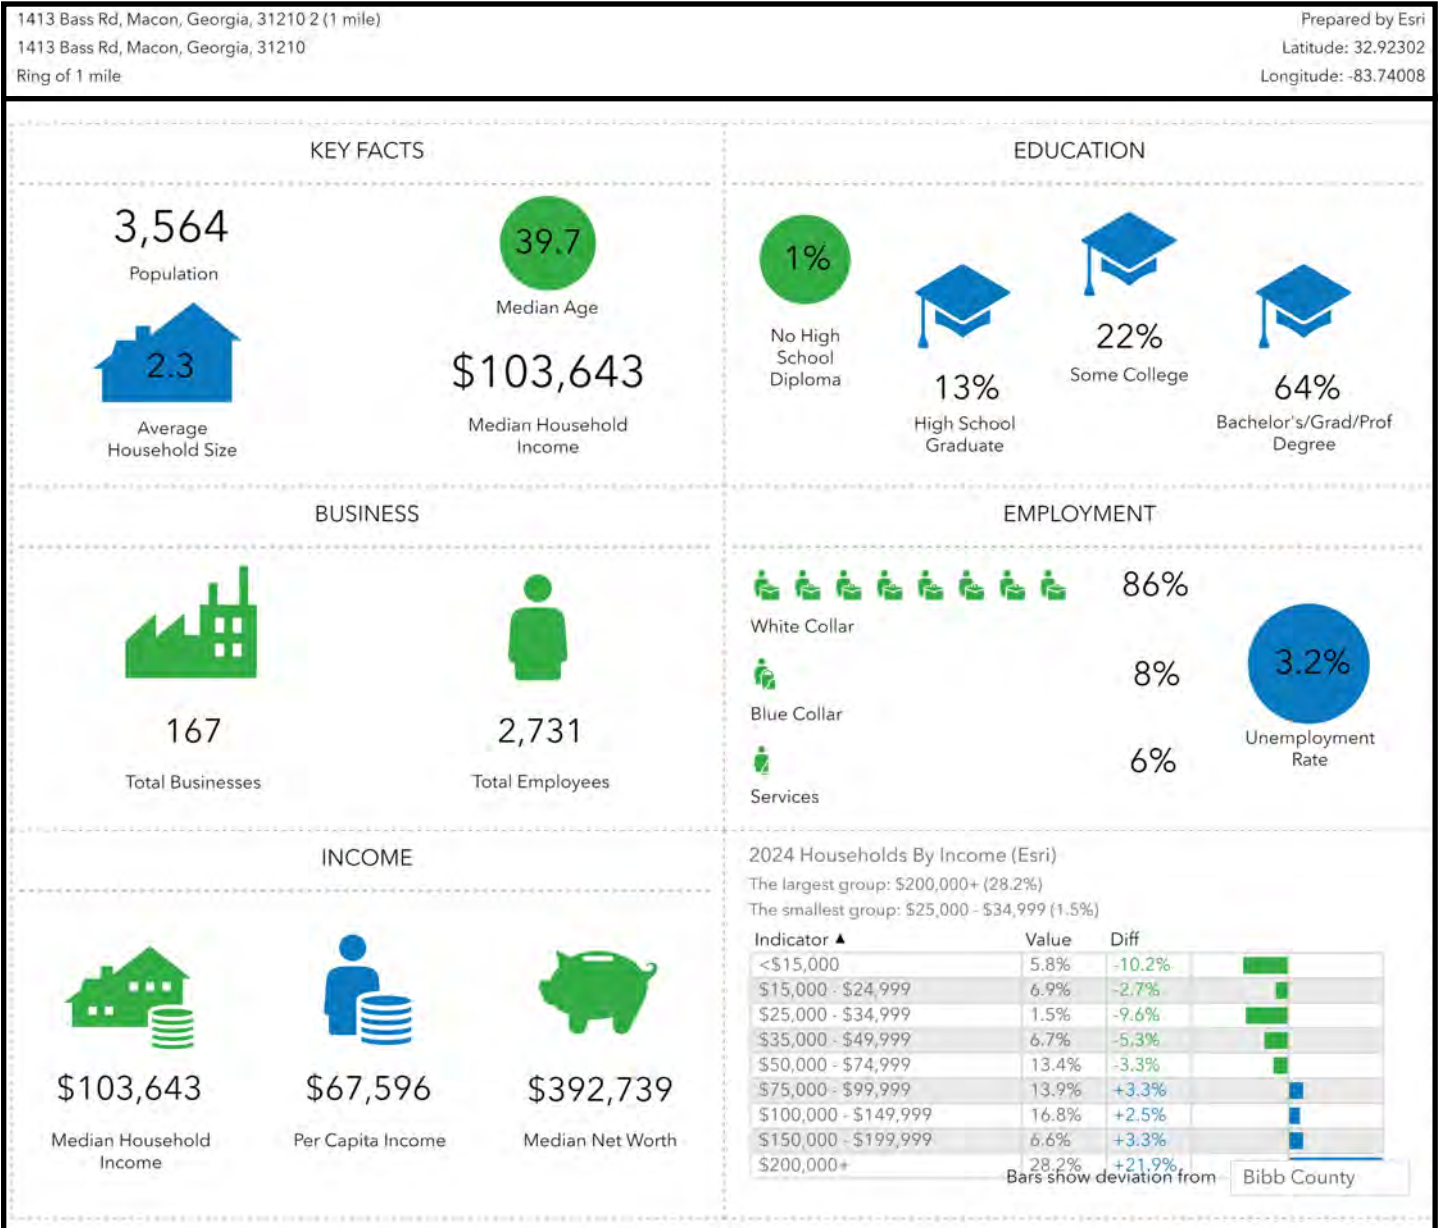 1413 Bass Rd, Macon, Georgia, 31210 2 (1 mile)
1413 Bass Rd, Macon, Georgia, 31210
Ring of 1 mile
Prepared by Esri
Latitude: 32.92302
Longitude: -83.74008
KEY FACTS
3,564
Population
39.7
Median Age
2.3
Average
Household Size
$103,643
Median Household
Income
EDUCATION
1%
No High
School
Diploma
13%
High School
Graduate
22%
Some College
64%
Bachelor's/Grad/Prof
Degree
BUSINESS
167
Total Businesses
2,731
Total Employees
EMPLOYMENT
86%
White Collar
8%
Blue Collar
6%
Services
3.2%
Unemployment
Rate
INCOME
$103,643
Median Household
Income
$67,596
Per Capita Income
$392,739
Median Net Worth
2024 Households By Income (Esri)
The largest group: $200,000+ (28.2%)
The smallest group: $25,000 - $34,999 (1.5%)
Indicator ▲ Value Diff
<$15,000 5.8% -10.2%
$15,000 - $24,999 6.9% -2.7%
$25,000 - $34,999 1.5% -9.6%
$35,000 - $49,999 6.7% -5.3%
$50,000 - $74,999 13.4% -3.3%
$75,000 - $99,999 13.9% +3.3%
$100,000 - $149,999 16.8% +2.5%
$150,000 - $199,999 6.6% +3.3%
$200,000+ 28.2% +21.9%
Bars show deviation from Bibb County